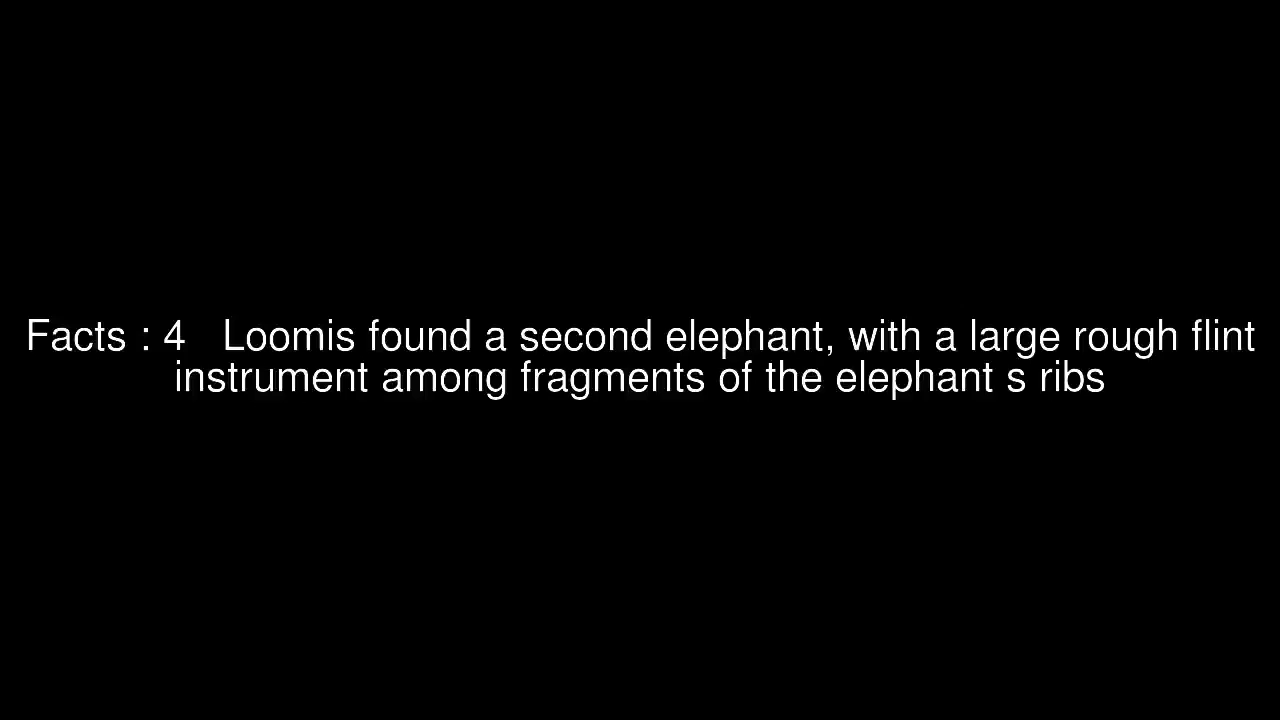 Facts : 4   Loomis found a second elephant, with a large rough flint
instrument among fragments of the elephant s ribs